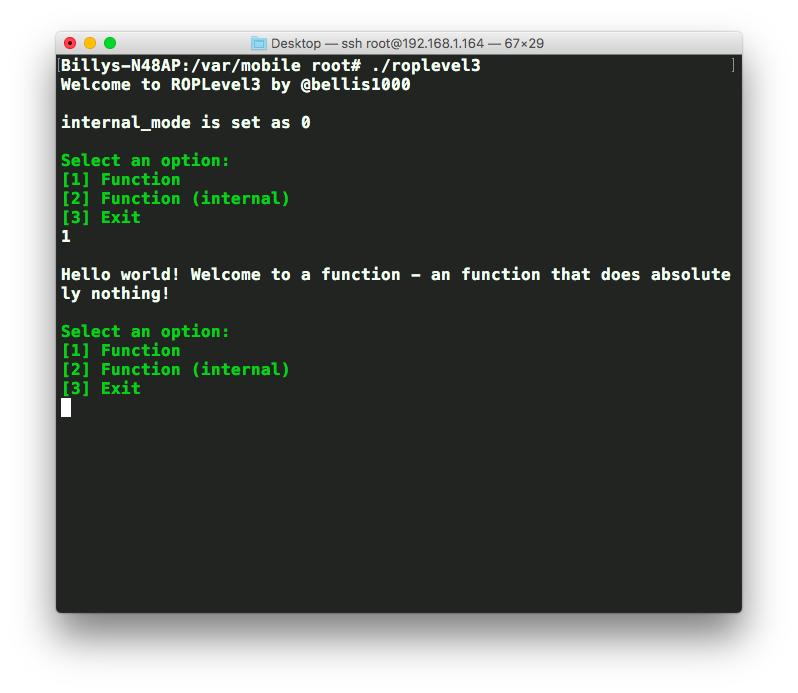 Desktop — ssh root@192.168.1.164 — 67×29
[Billys-N48AP:/var/mobile root# ./roplevel3 ]
Welcome to ROPLevel3 by @bellis1000
internal_mode is set as 0
Select an option:
[1] Function
[2] Function (internal)
[3] Exit
1
Hello world! Welcome to a function - an function that does absolute
ly nothing!
Select an option:
[1] Function
[2] Function (internal)
[3] Exit